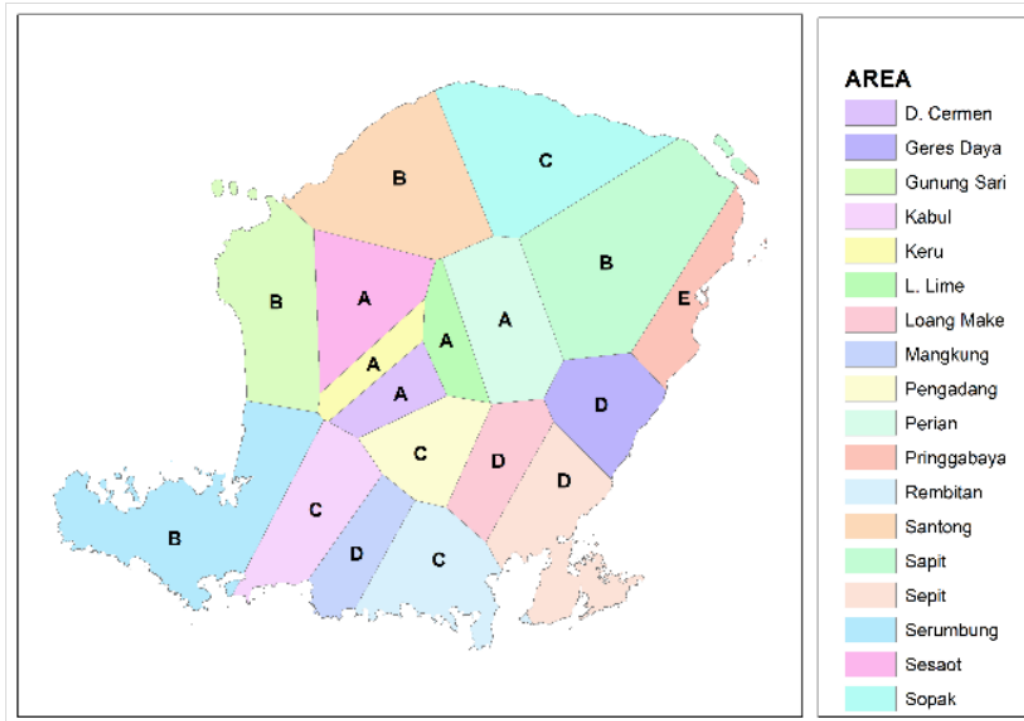 AREA
D. Cermen
Geres Daya
Gunung Sari
Kabul
Keru
L. Lime
Loang Make
Mangkung
Pengadang
Perian
Pringgabaya
Rembitan
Santong
Sapit
Sepit
Serumbung
Sesaot
Sopak
C
B
B
B
A
E
A
A
A
A
D
C
D
D
C
B
D
C